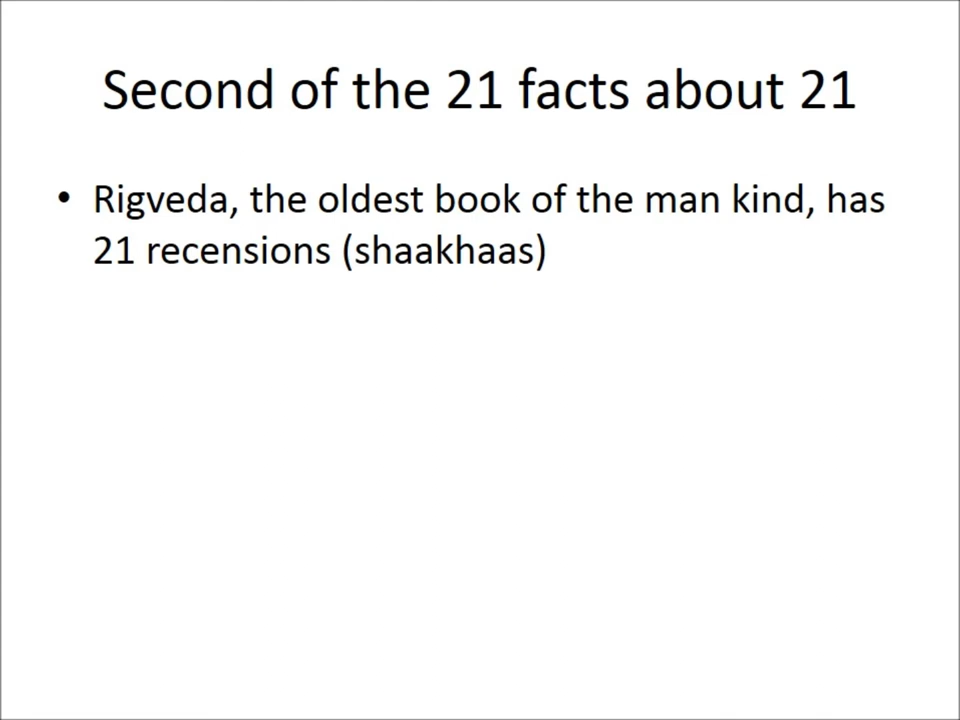 Second of the 21 facts about 21
• Rigveda, the oldest book of the man kind, has
21 recensions (shaakhaas)